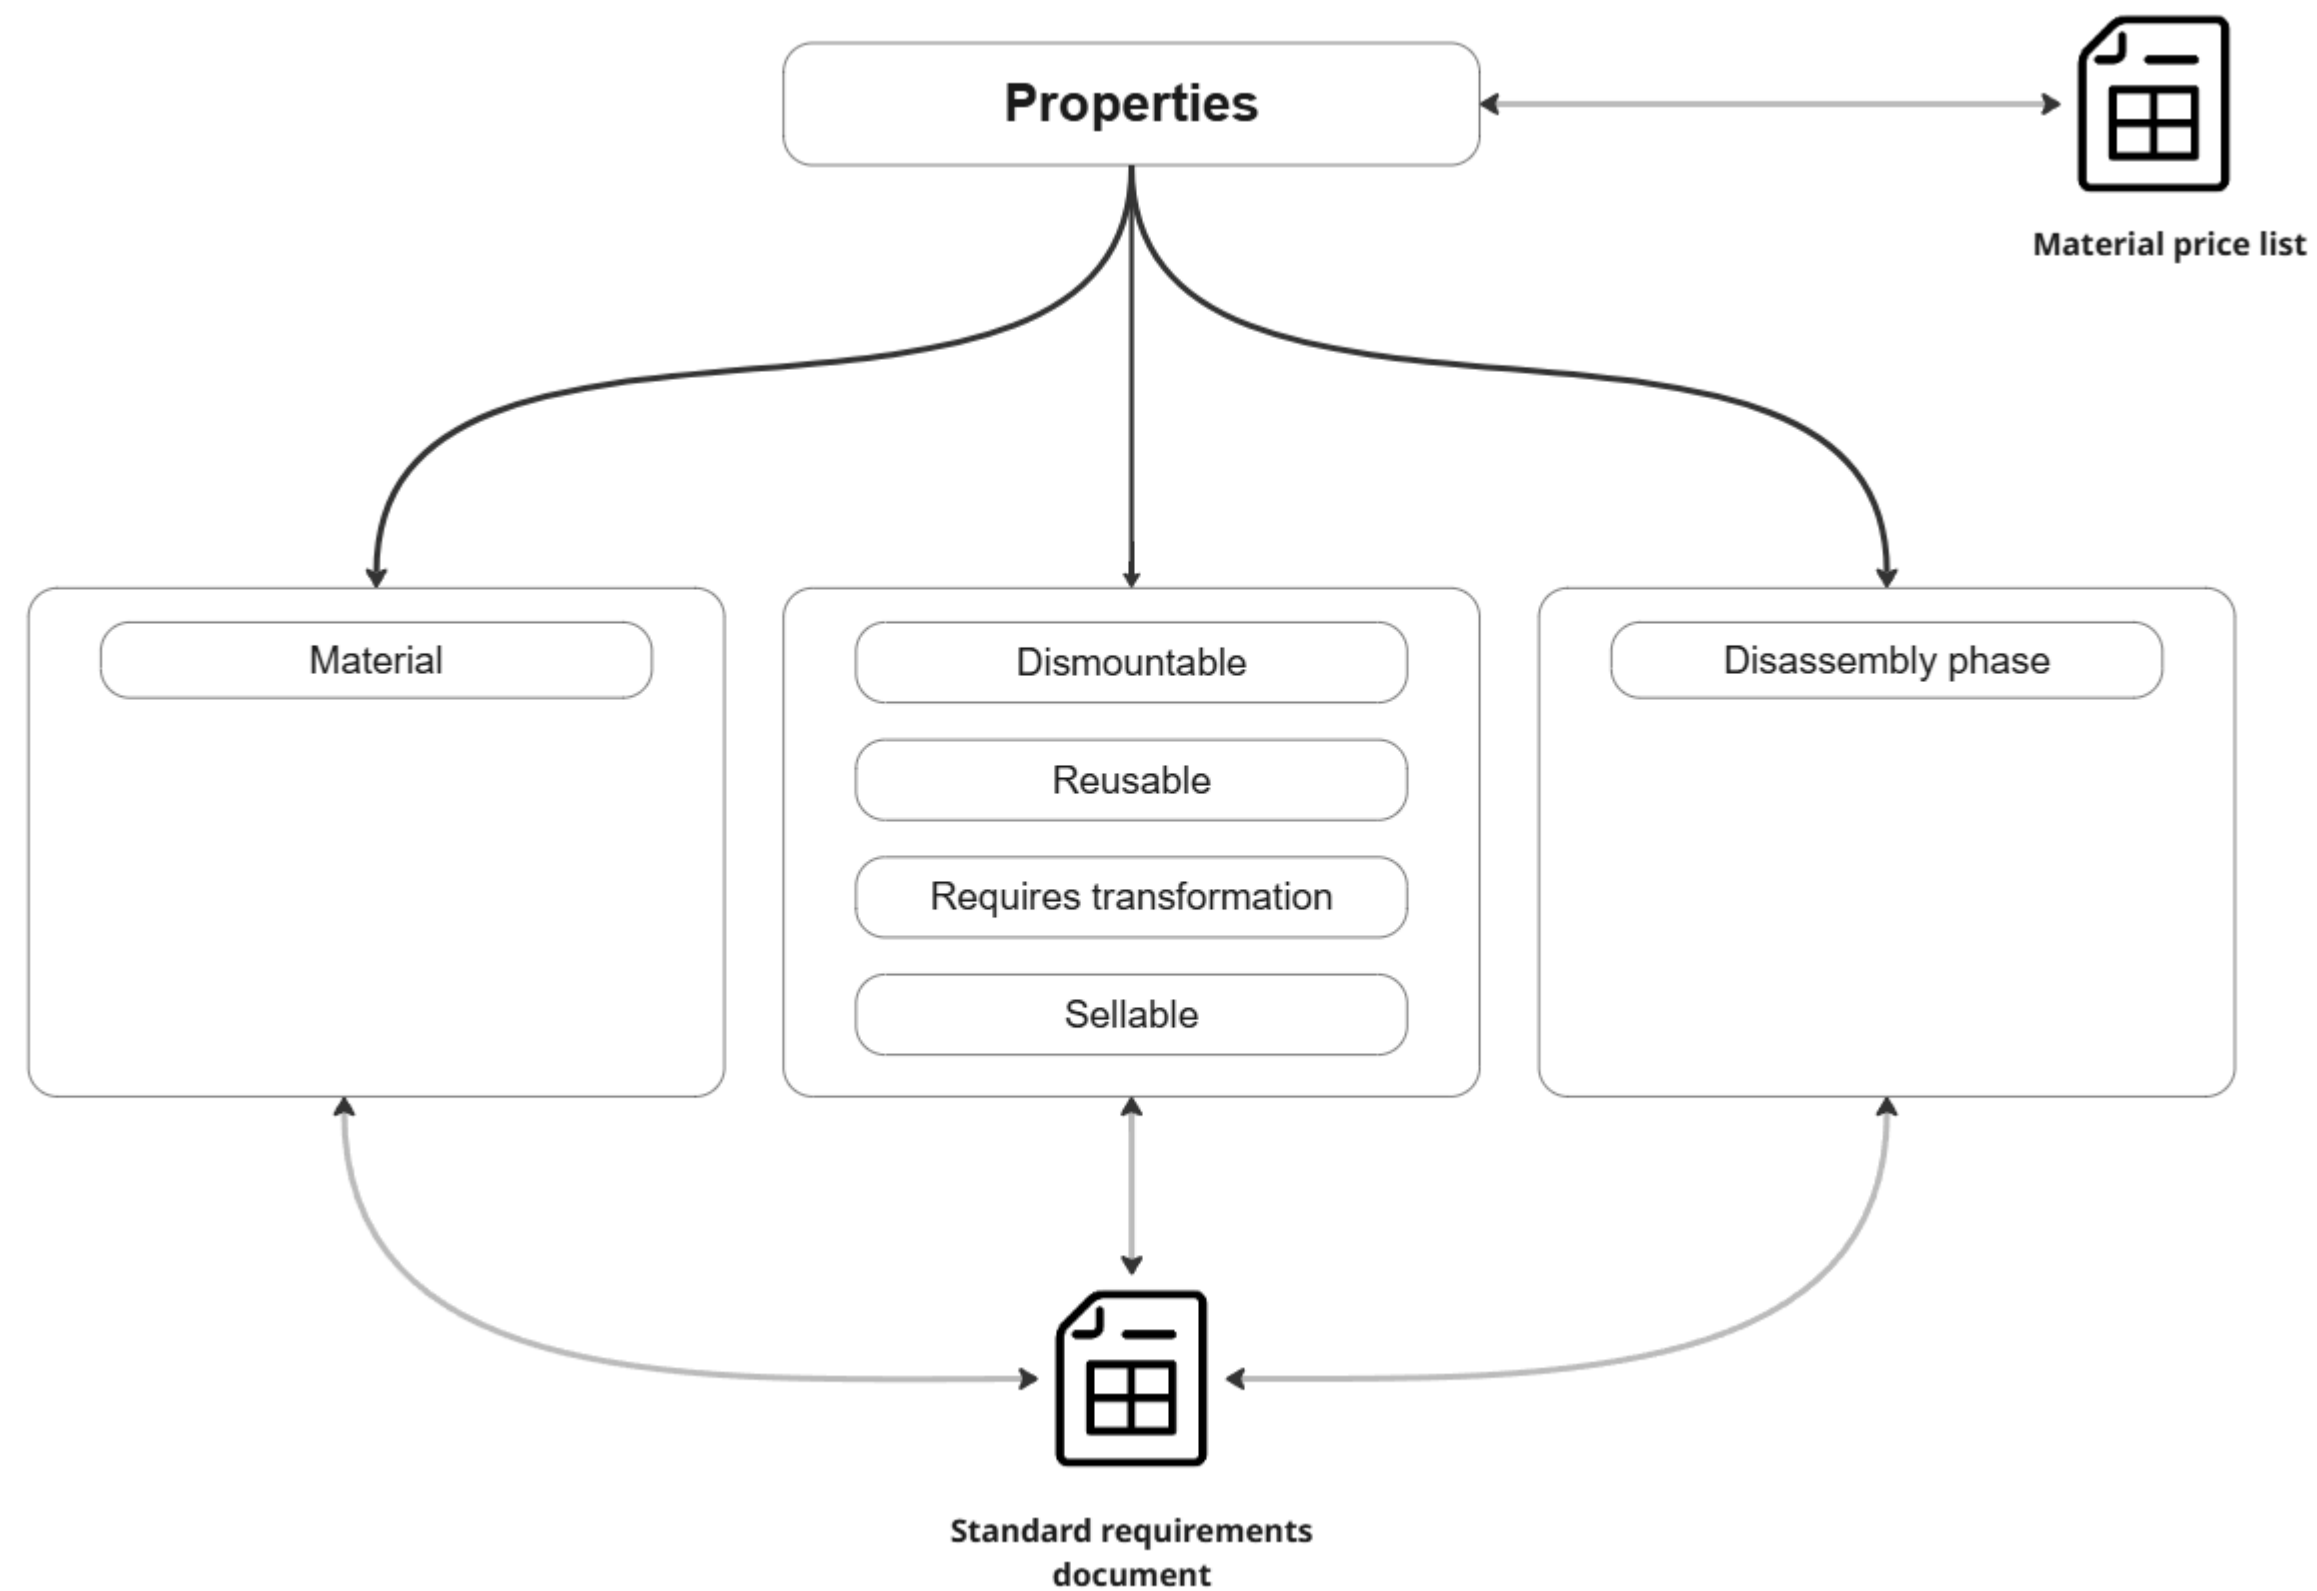 Properties
Material price list
Material
Dismountable
Disassembly phase
Reusable
Requires transformation
Sellable
Standard requirements
document